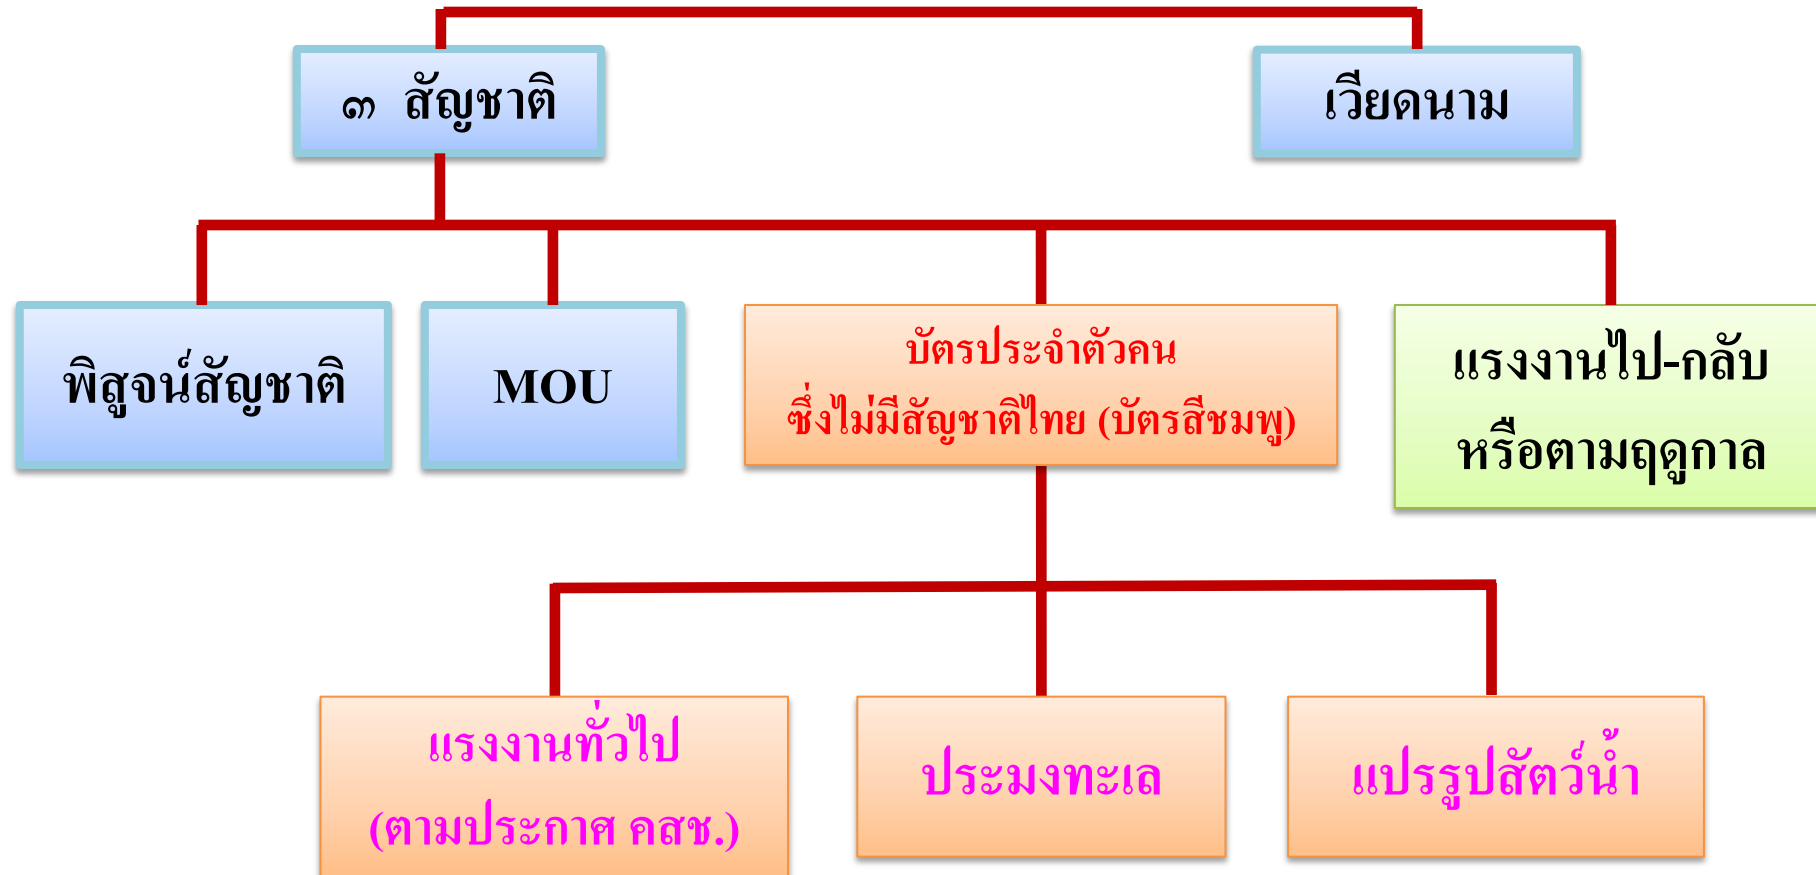 ๓ สัญชาติ
เวียดนาม
พิสูจน์สัญชาติ
MOU
บัตรประจำตัวคน
ซึ่งไม่มีสัญชาติไทย (บัตรสีชมพู)
แรงงานไป-กลับ
หรือตามฤดูกาล
แรงงานทั่วไป
(ตามประกาศ คสช.)
ประมงทะเล
แปรรูปสัตว์น้ำ